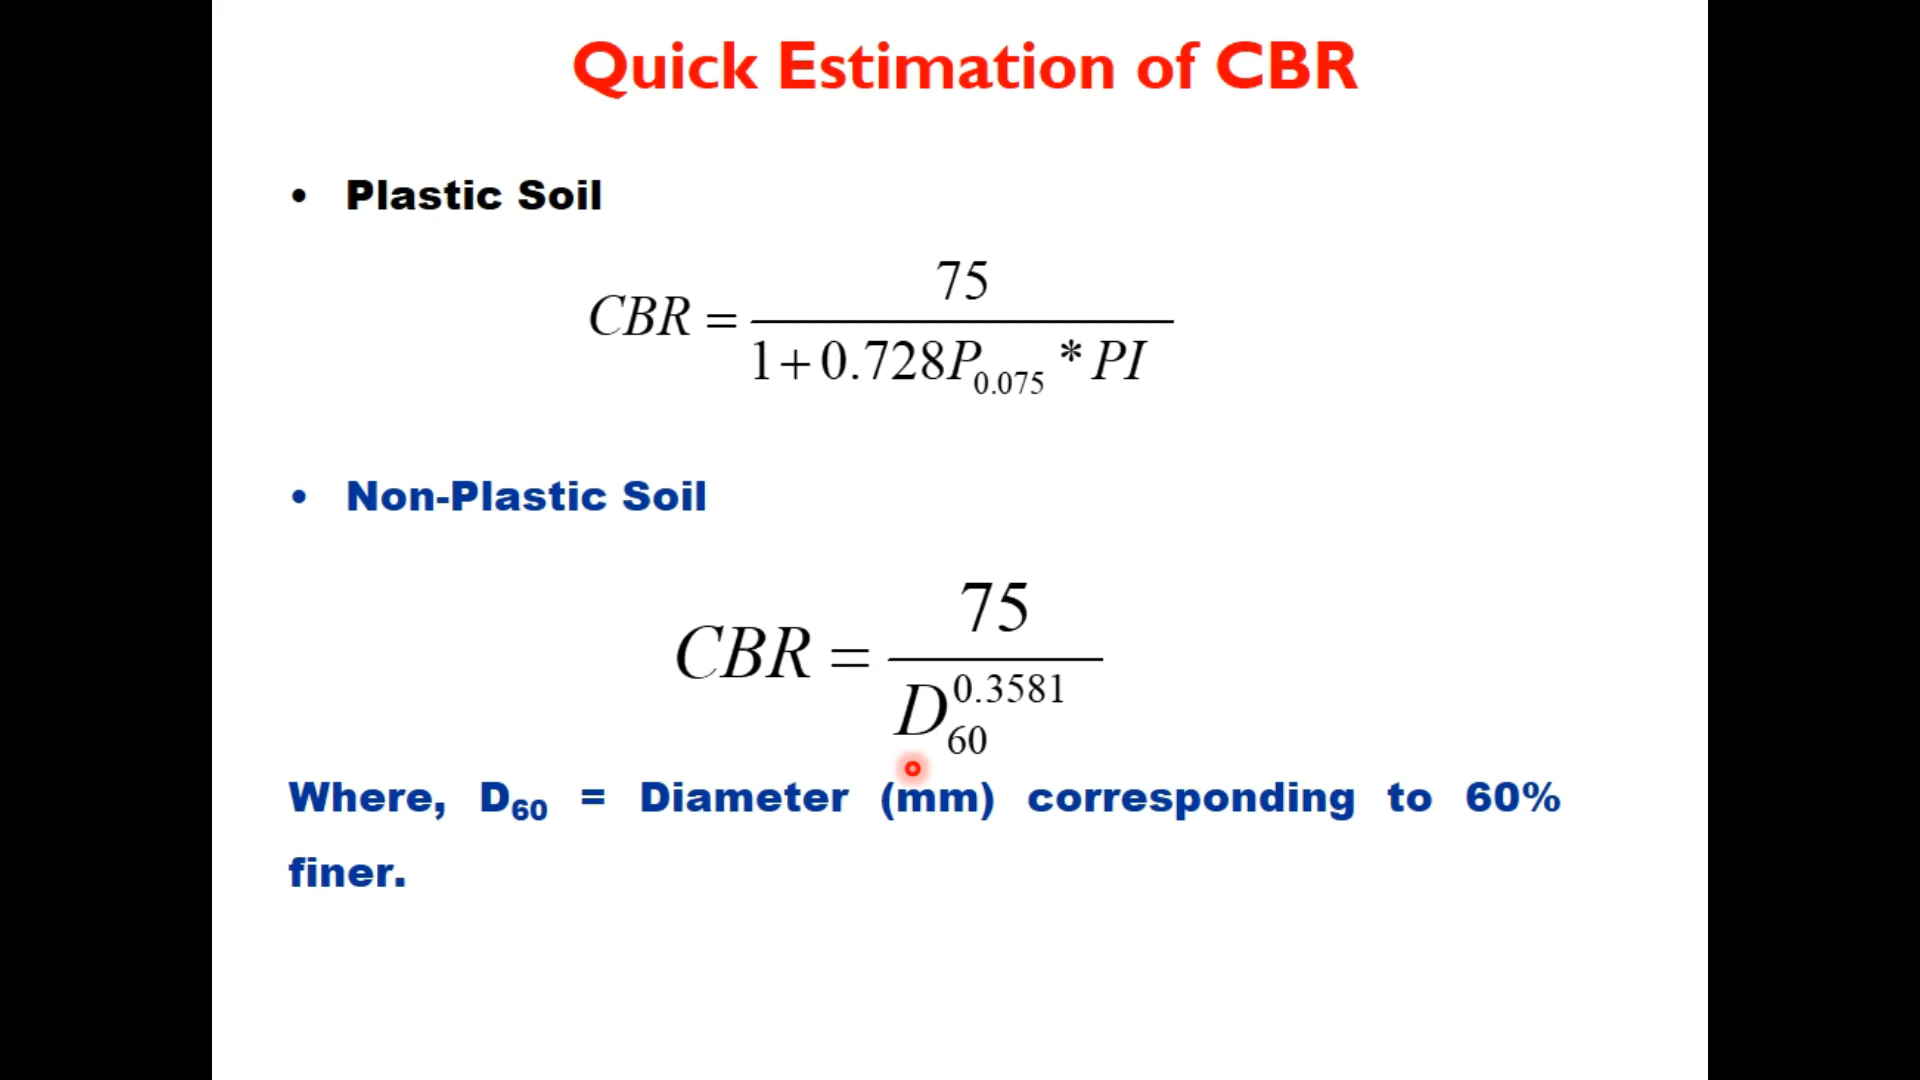 Quick Estimation of CBR
• Plastic Soil
CBR = 75 / (1+0.728P₀.₀₇₅ * PI)
• Non-Plastic Soil
CBR = 75 / D₆₀^0.3581
Where, D₆₀ = Diameter (mm) corresponding to 60%
finer.